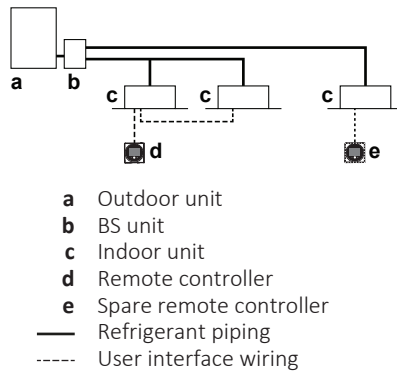 a b
c c c
d e
a Outdoor unit
b BS unit
c Indoor unit
d Remote controller
e Spare remote controller
Refrigerant piping
User interface wiring